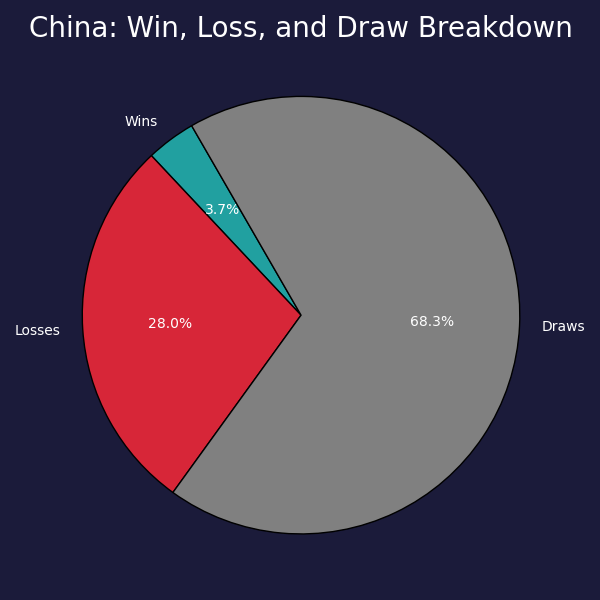 China: Win, Loss, and Draw Breakdown
Wins
3.7%
Losses
28.0%
68.3%
Draws